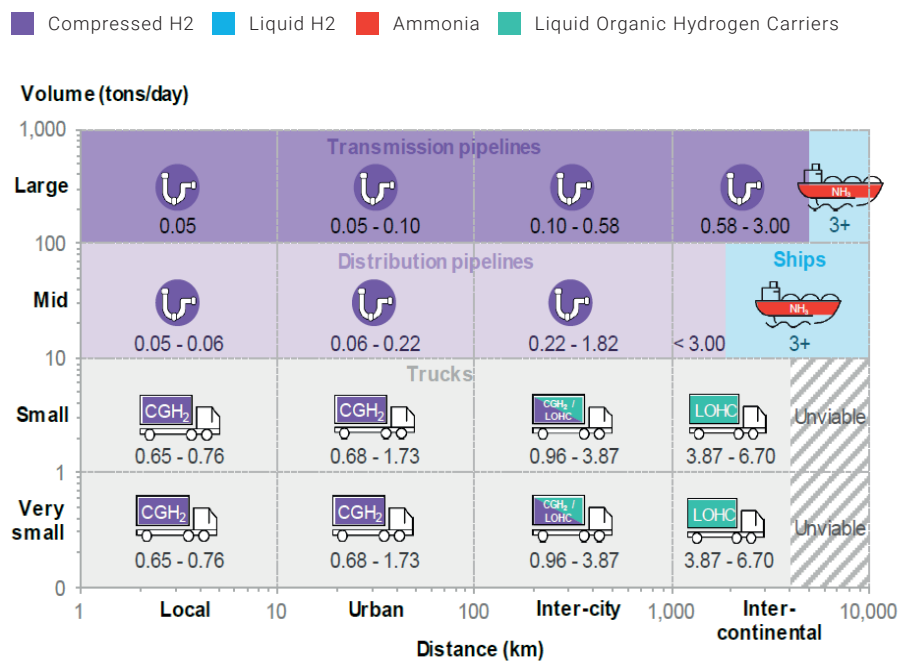 Compressed H2 Liquid H2 Ammonia Liquid Organic Hydrogen Carriers
Volume (tons/day)
1,000
Transmission pipelines
Large
NH₃
0.05 0.05 - 0.10 0.10 - 0.58 0.58 - 3.00 3+
100
Distribution pipelines Ships
Mid
NH₃
0.05 - 0.06 0.06 - 0.22 0.22 - 1.82 < 3.00 3+
10
Trucks
Small CGH₂ CGH₂ CGH₂ / LOHC LOHC Unviable
0.65 - 0.76 0.68 - 1.73 0.96 - 3.87 3.87 - 6.70
1
Very small CGH₂ CGH₂ CGH₂ / LOHC LOHC Unviable
0.65 - 0.76 0.68 - 1.73 0.96 - 3.87 3.87 - 6.70
0
1 Local 10 Urban 100 Inter-city 1,000 Inter- 10,000
continental
Distance (km)